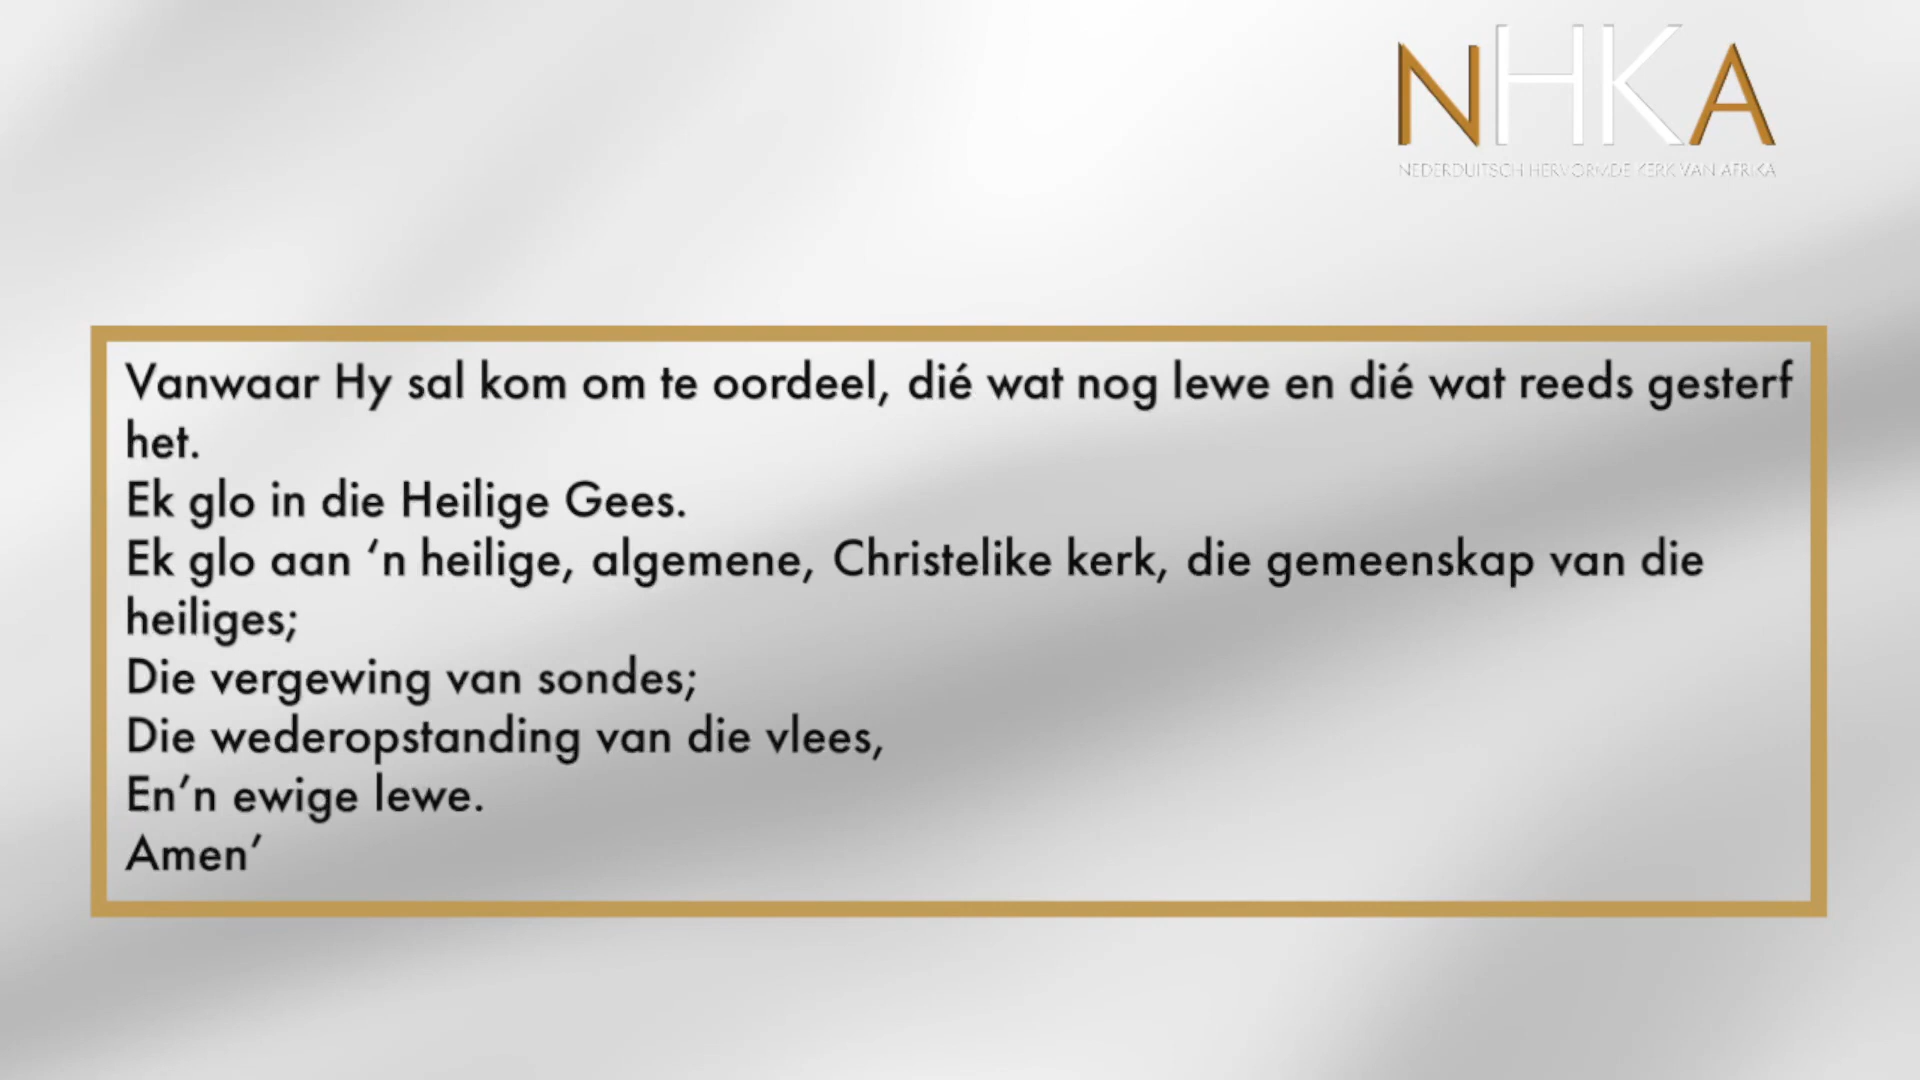 NHKA
NEDERDUITSCH HERVORMDE KERK VAN AFRIKA
Vanwaar Hy sal kom om te oordeel, dié wat nog lewe en dié wat reeds gesterf
het.
Ek glo in die Heilige Gees.
Ek glo aan ‘n heilige, algemene, Christelike kerk, die gemeenskap van die
heiliges;
Die vergewing van sondes;
Die wederopstanding van die vlees,
En’n ewige lewe.
Amen’